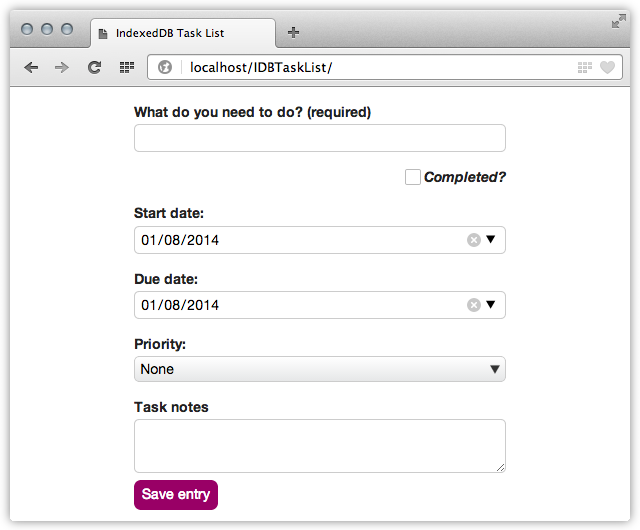 IndexedDB Task List
localhost/IDBTaskList/
What do you need to do? (required)
Completed?
Start date:
01/08/2014
Due date:
01/08/2014
Priority:
None
Task notes
Save entry